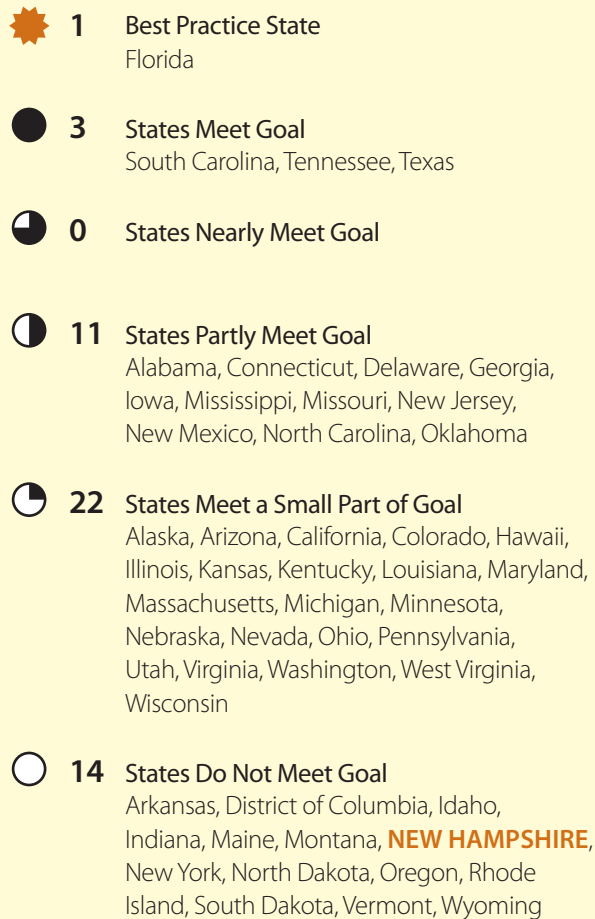 1 Best Practice State
Florida
3 States Meet Goal
South Carolina, Tennessee, Texas
0 States Nearly Meet Goal
11 States Partly Meet Goal
Alabama, Connecticut, Delaware, Georgia,
Iowa, Mississippi, Missouri, New Jersey,
New Mexico, North Carolina, Oklahoma
22 States Meet a Small Part of Goal
Alaska, Arizona, California, Colorado, Hawaii,
Illinois, Kansas, Kentucky, Louisiana, Maryland,
Massachusetts, Michigan, Minnesota,
Nebraska, Nevada, Ohio, Pennsylvania,
Utah, Virginia, Washington, West Virginia,
Wisconsin
14 States Do Not Meet Goal
Arkansas, District of Columbia, Idaho,
Indiana, Maine, Montana, NEW HAMPSHIRE,
New York, North Dakota, Oregon, Rhode
Island, South Dakota, Vermont, Wyoming